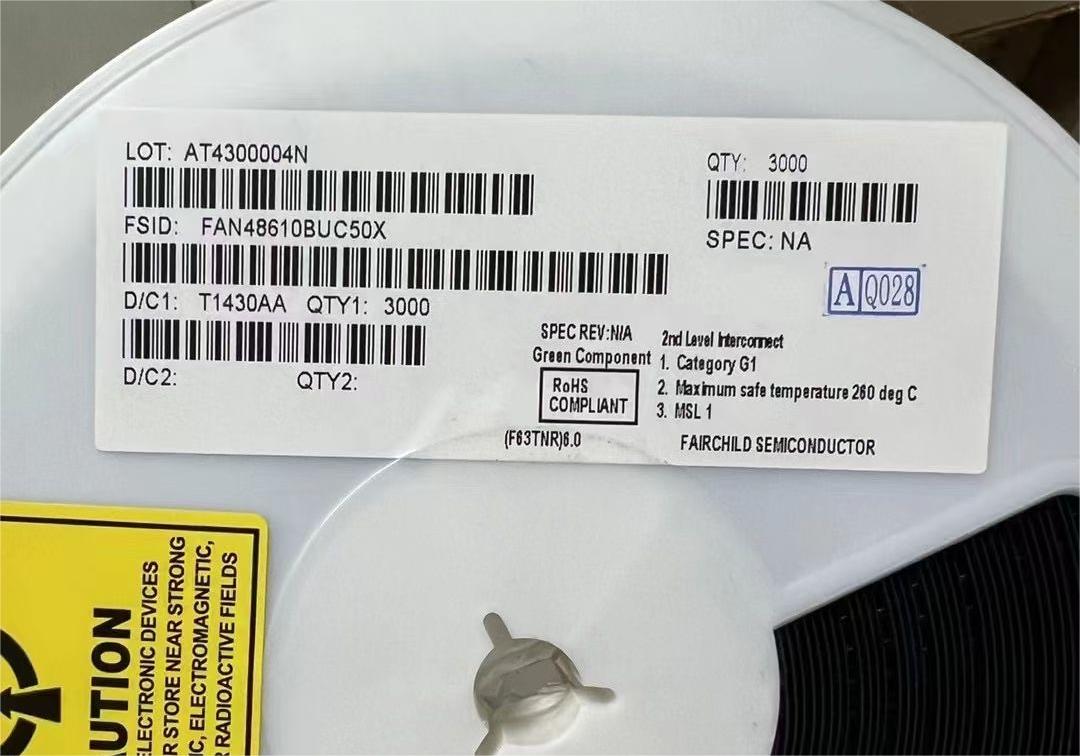 LOT: AT4300004N
QTY: 3000
FSID: FAN48610BUC50X
SPEC: NA
A Q028
D/C1: T1430AA QTY1: 3000
D/C2: QTY2:
SPEC REV:N/A
Green Component
RoHS
COMPLIANT
(F63TNR)6.0
2nd Level Interconnect
1. Category G1
2. Maximum safe temperature 260 deg C
3. MSL 1
FAIRCHILD SEMICONDUCTOR
AUTION
ELECTRONIC DEVICES
R STORE NEAR STRONG
IC, ELECTROMAGNETIC,
RADIOACTIVE FIELDS